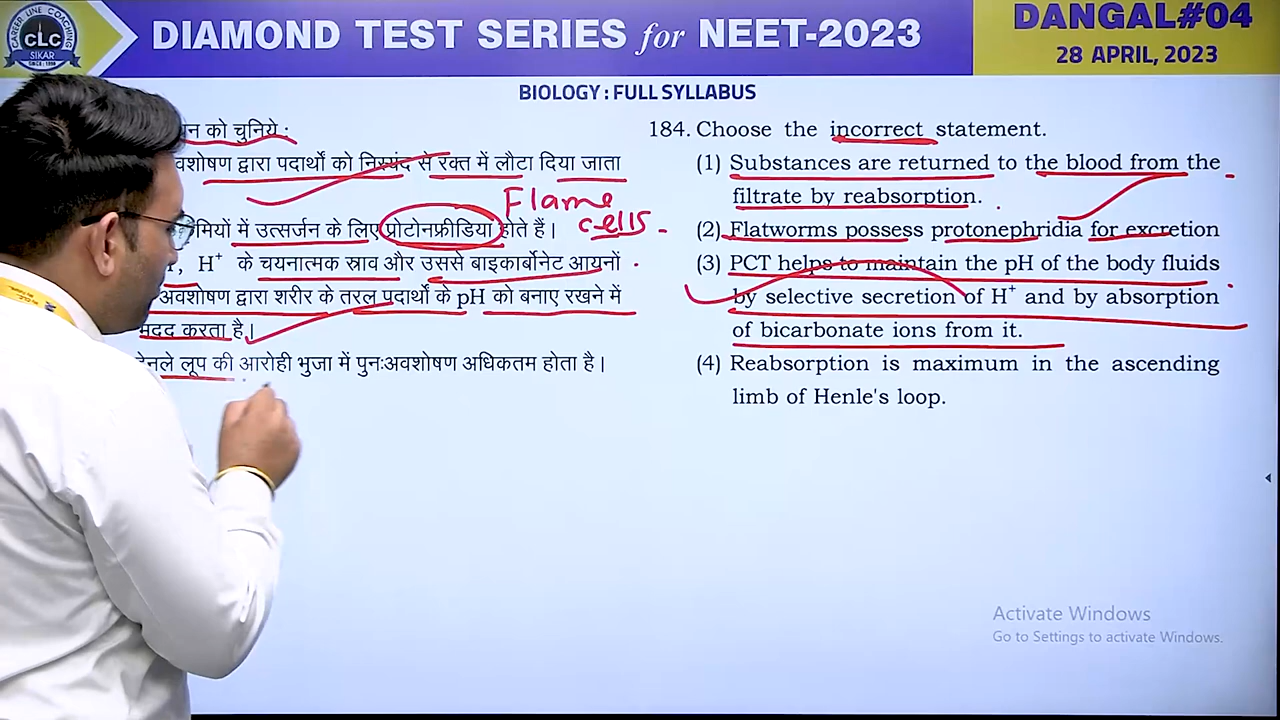 CAREER LINE COACHING
CLC
SIKAR
SINCE : 1996
DIAMOND TEST SERIES for NEET-2023
DANGAL#04
28 APRIL, 2023
BIOLOGY : FULL SYLLABUS
को चुनिये :
द्वारा पदार्थों को निस्यंद से रक्त में लौटा दिया जाता
Flame
cells
में उत्सर्जन के लिए प्रोटोनफ्रीडिया होते हैं।
H⁺ के चयनात्मक स्राव और उससे बाइकार्बोनेट आयनों
अवशोषण द्वारा शरीर के तरल पदार्थों के pH को बनाए रखने में
मदद करता है।
हेनले लूप की आरोही भुजा में पुनःअवशोषण अधिकतम होता है।
184. Choose the incorrect statement.
(1) Substances are returned to the blood from the
filtrate by reabsorption.
(2) Flatworms possess protonephridia for excretion
(3) PCT helps to maintain the pH of the body fluids
by selective secretion of H⁺ and by absorption
of bicarbonate ions from it.
(4) Reabsorption is maximum in the ascending
limb of Henle's loop.
Activate Windows
Go to Settings to activate Windows.